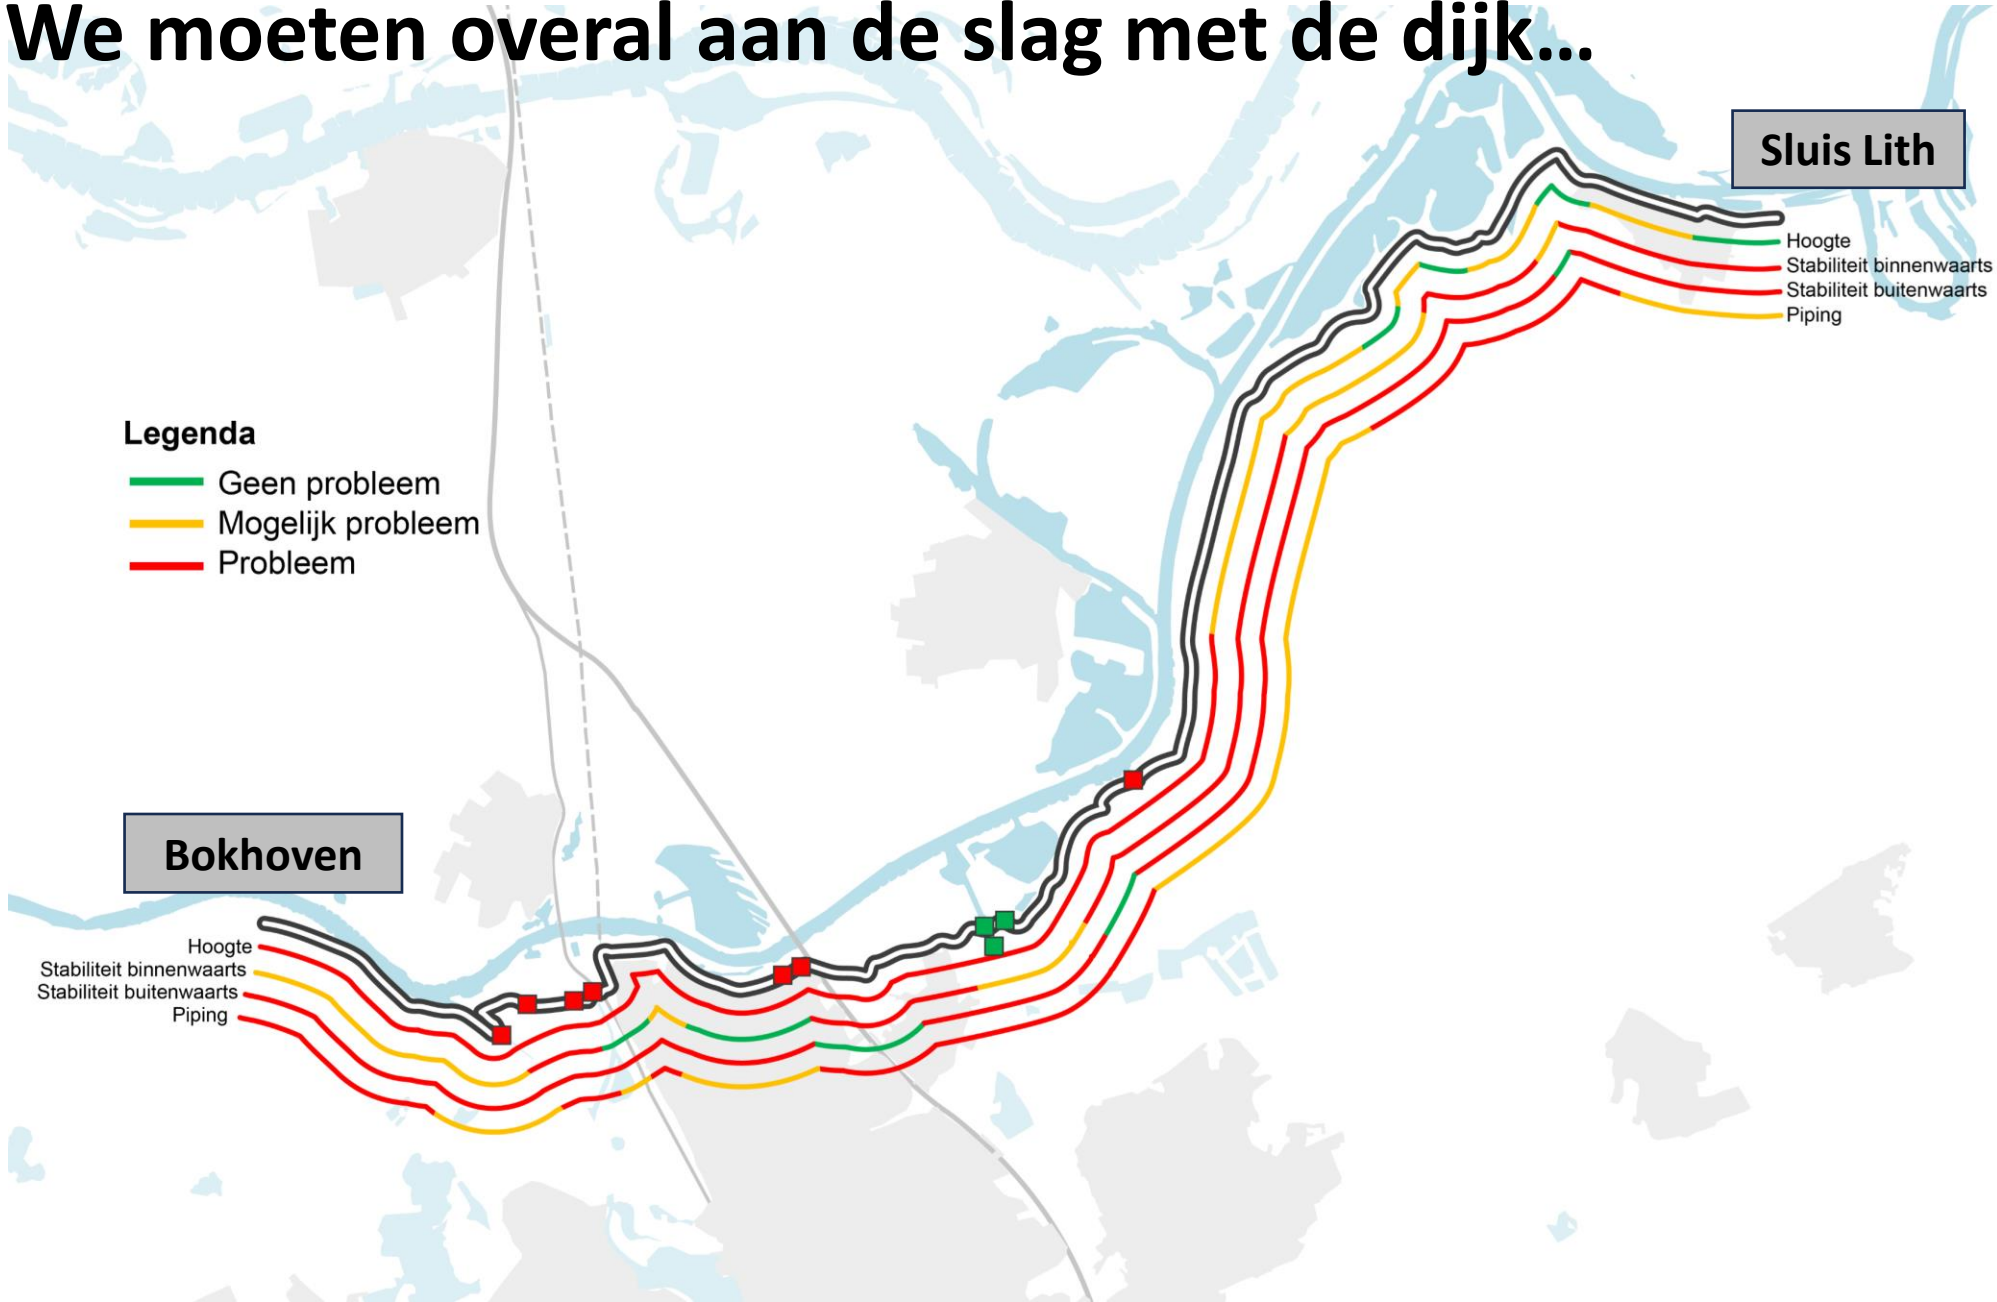 We moeten overal aan de slag met de dijk...
Sluis Lith
Hoogte
Stabiliteit binnenwaarts
Stabiliteit buitenwaarts
Piping
Legenda
Geen probleem
Mogelijk probleem
Probleem
Bokhoven
Hoogte
Stabiliteit binnenwaarts
Stabiliteit buitenwaarts
Piping